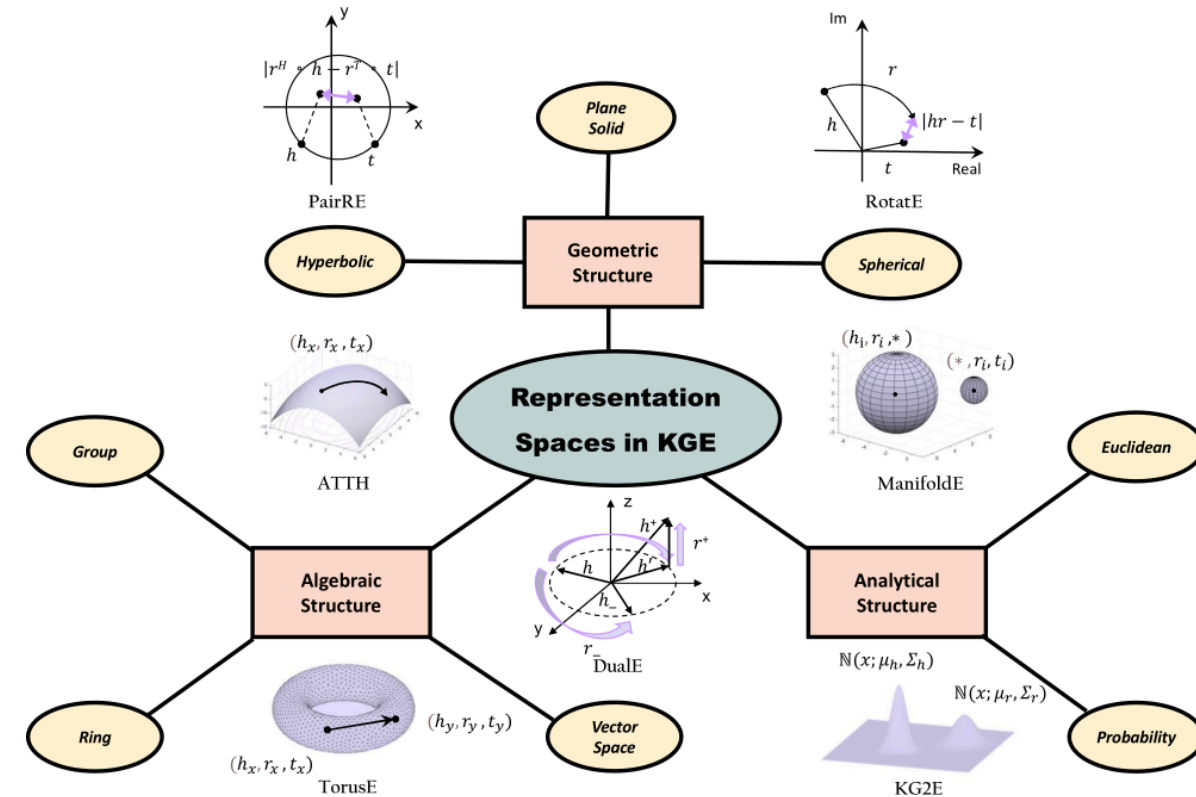 y
|r^H ∘ h − r^T ∘ t|
x
h
t
PairRE
Plane
Solid
Im
r
h
|hr − t|
t
Real
RotatE
Hyperbolic
Geometric
Structure
Spherical
(h_x, r_x, t_x)
ATTH
Representation
Spaces in KGE
(h_i, r_i, *)
(*, r_i, t_i)
ManifoldE
Group
Euclidean
Algebraic
Structure
z
h^+
r^+
h
h′
h_−
x
y
r_−
DualE
Analytical
Structure
Ring
(h_y, r_y, t_y)
(h_x, r_x, t_x)
TorusE
Vector
Space
ℕ(x; μ_h, Σ_h)
ℕ(x; μ_r, Σ_r)
KG2E
Probability